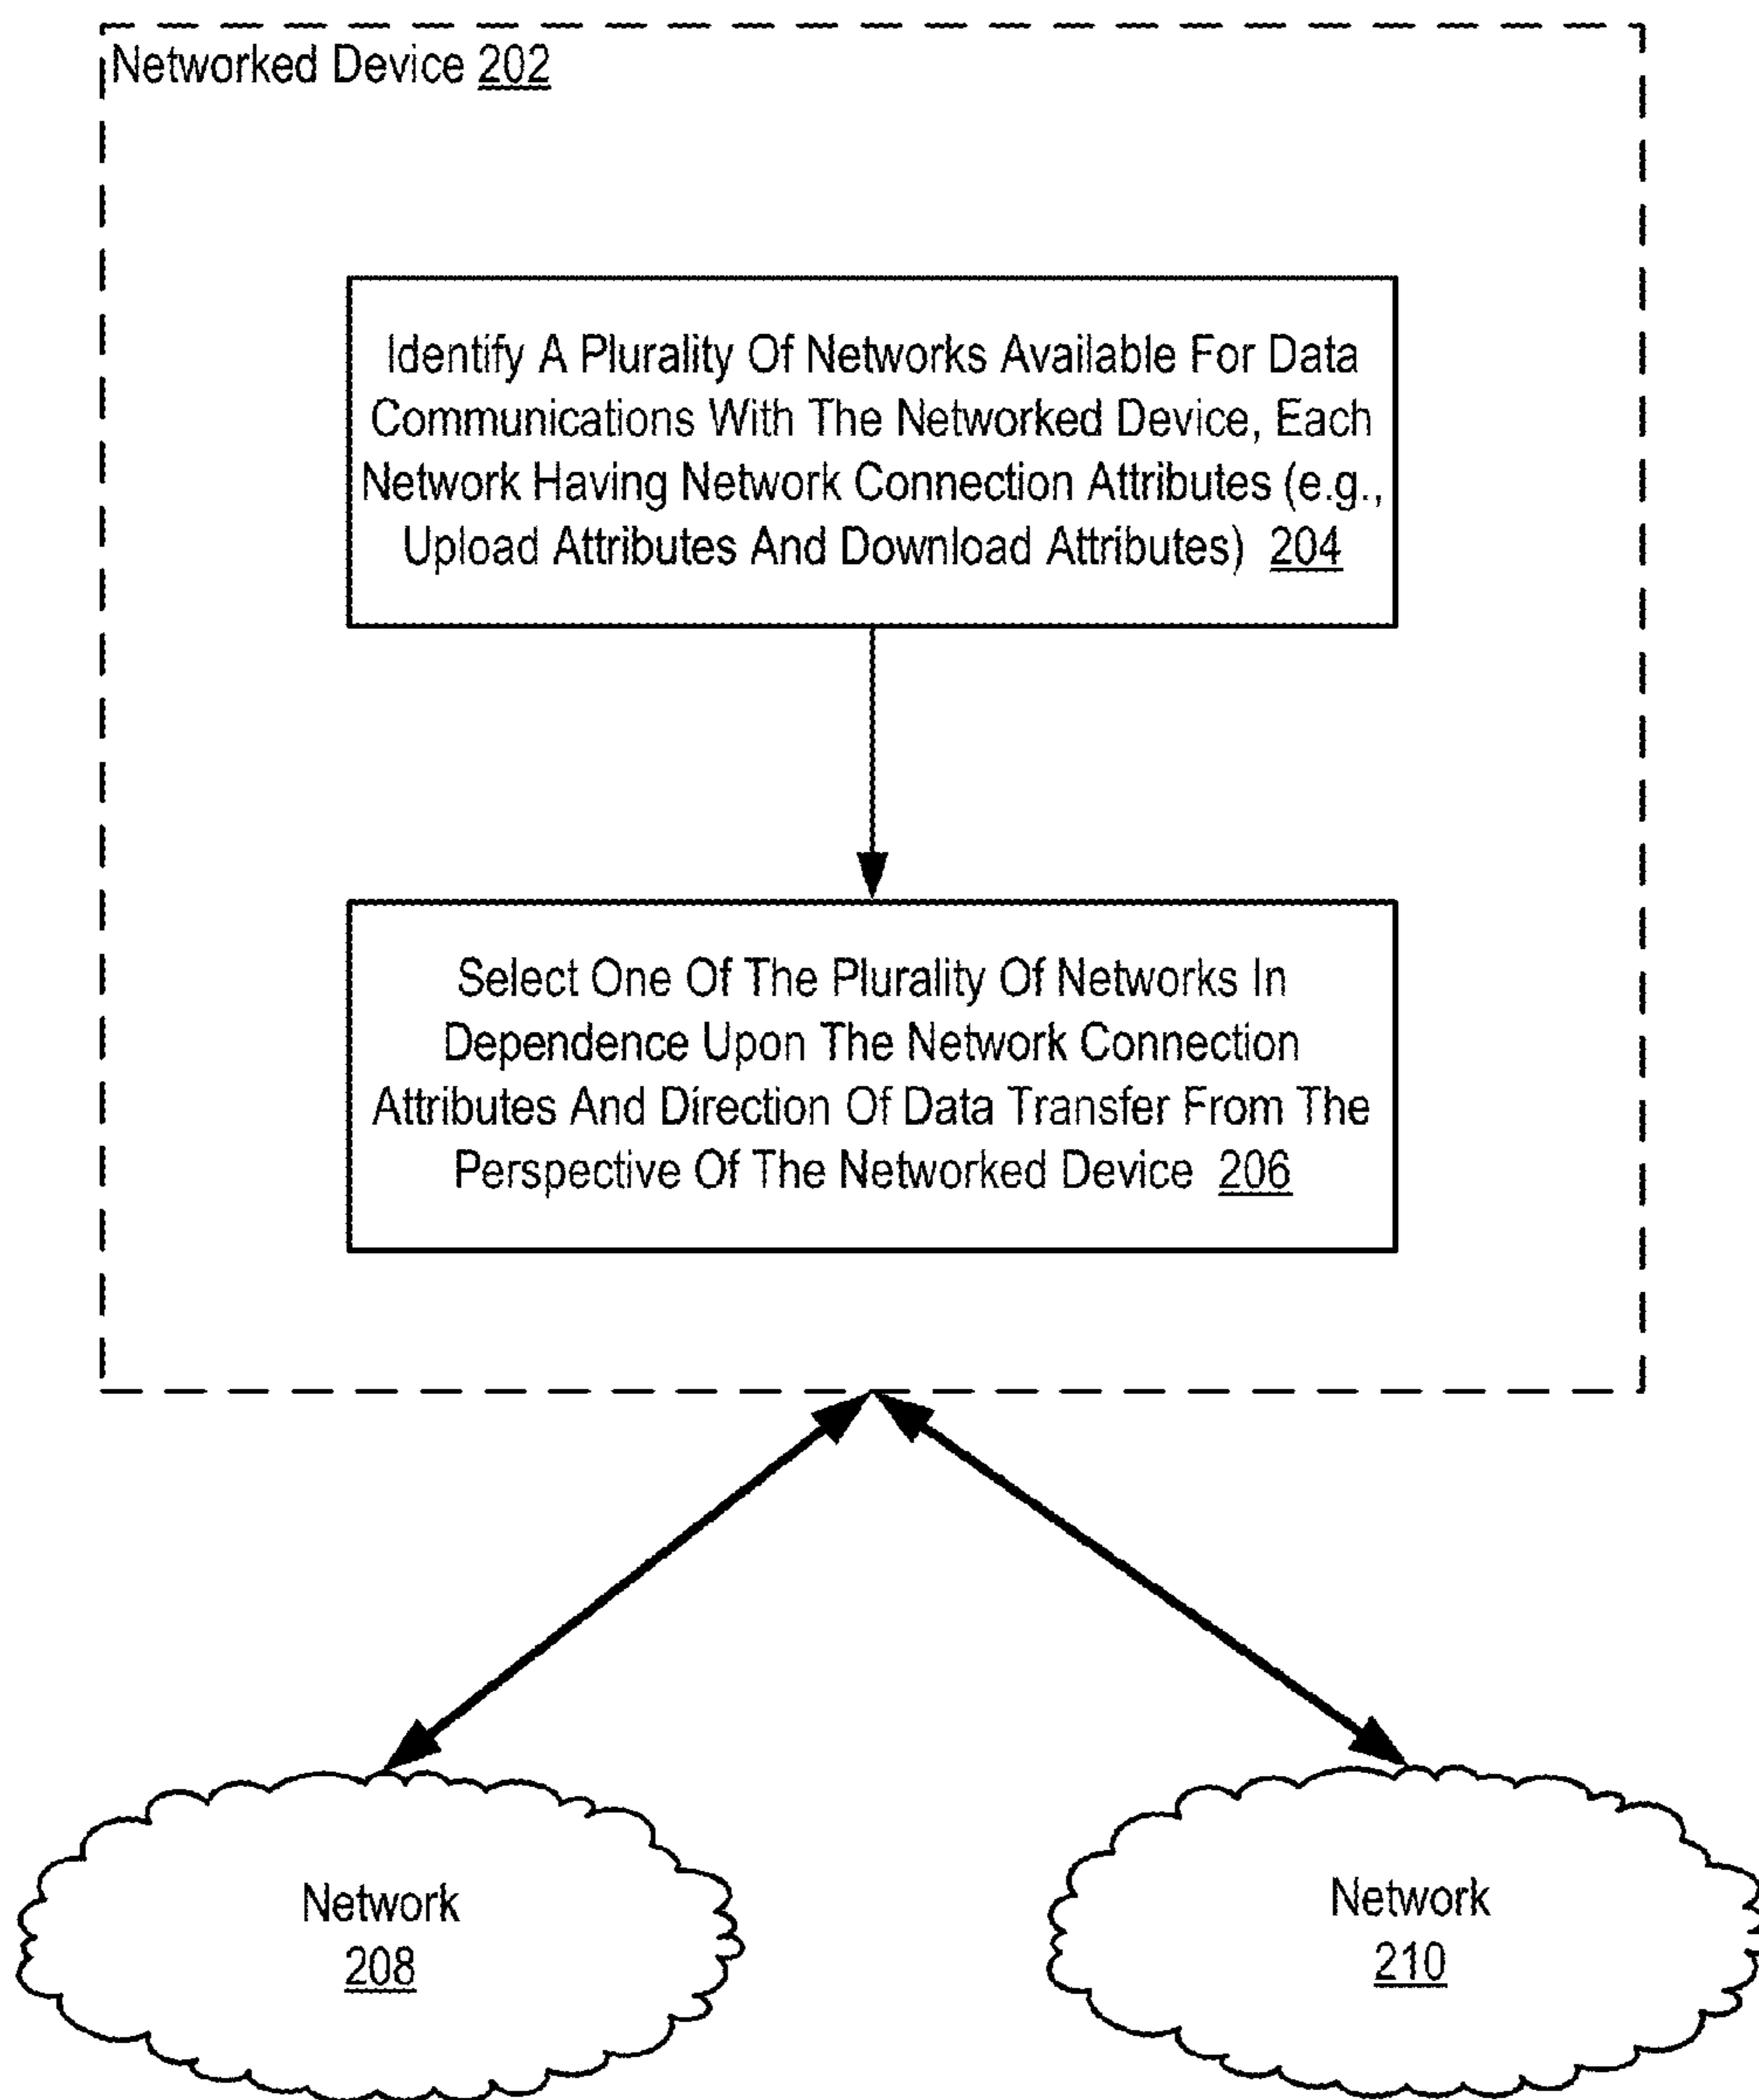 Networked Device 202
Identify A Plurality Of Networks Available For Data
Communications With The Networked Device, Each
Network Having Network Connection Attributes (e.g.,
Upload Attributes And Download Attributes) 204
Select One Of The Plurality Of Networks In
Dependence Upon The Network Connection
Attributes And Direction Of Data Transfer From The
Perspective Of The Networked Device 206
Network
208
Network
210